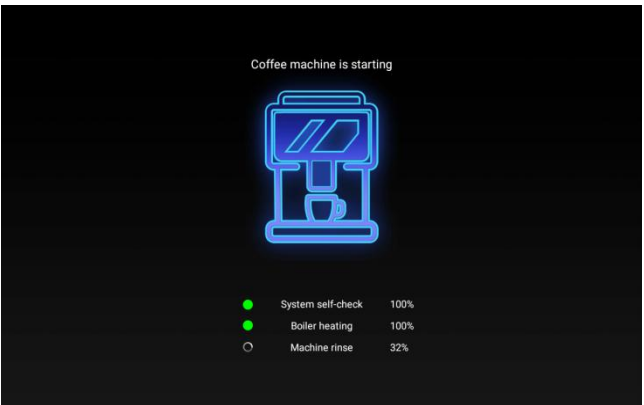 Coffee machine is starting
System self-check 100%
Boiler heating 100%
Machine rinse 32%